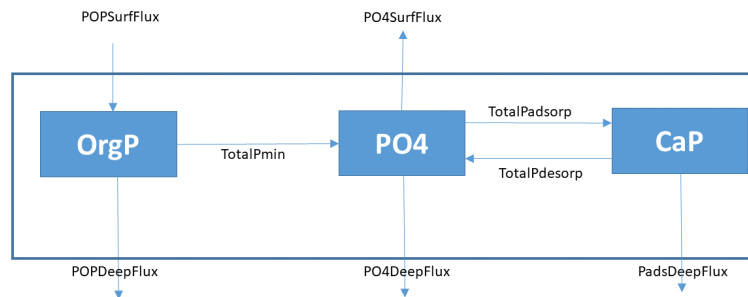 POPSurfFlux
PO4SurfFlux
OrgP
TotalPmin
PO4
TotalPadsorp
TotalPdesorp
CaP
POPDeepFlux
PO4DeepFlux
PadsDeepFlux